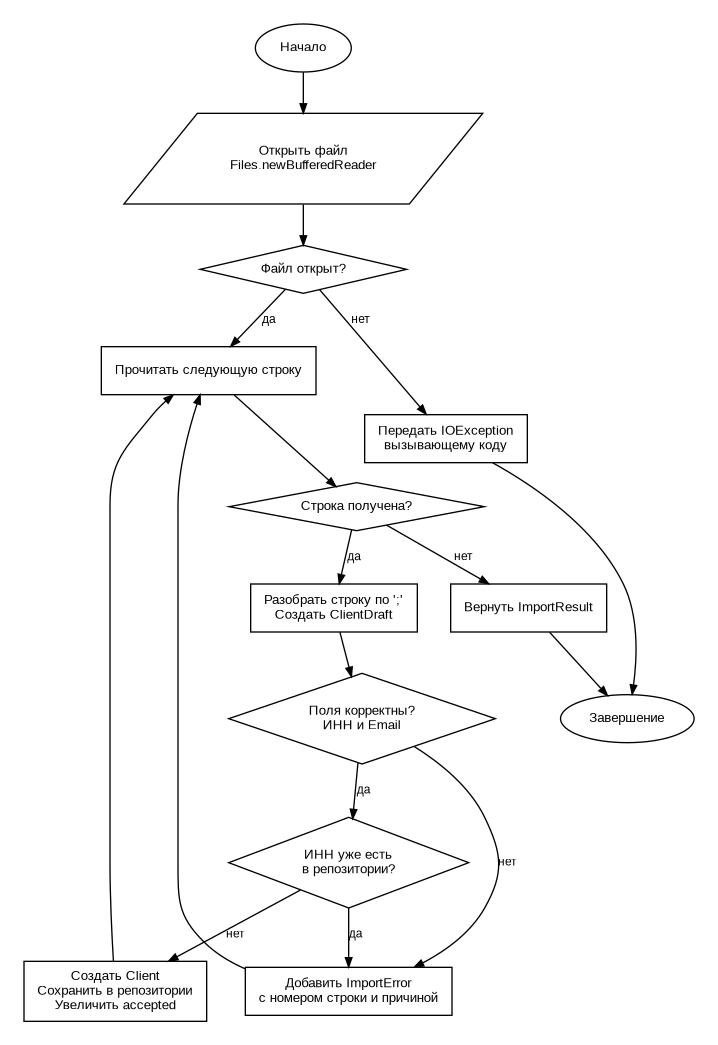 Начало
Открыть файл
Files.newBufferedReader
Файл открыт?
да
нет
Прочитать следующую строку
Передать IOException
вызывающему коду
Строка получена?
да
нет
Разобрать строку по ';'
Создать ClientDraft
Вернуть ImportResult
Поля корректны?
ИНН и Email
Завершение
да
нет
ИНН уже есть
в репозитории?
нет
да
Создать Client
Сохранить в репозитории
Увеличить accepted
Добавить ImportError
с номером строки и причиной